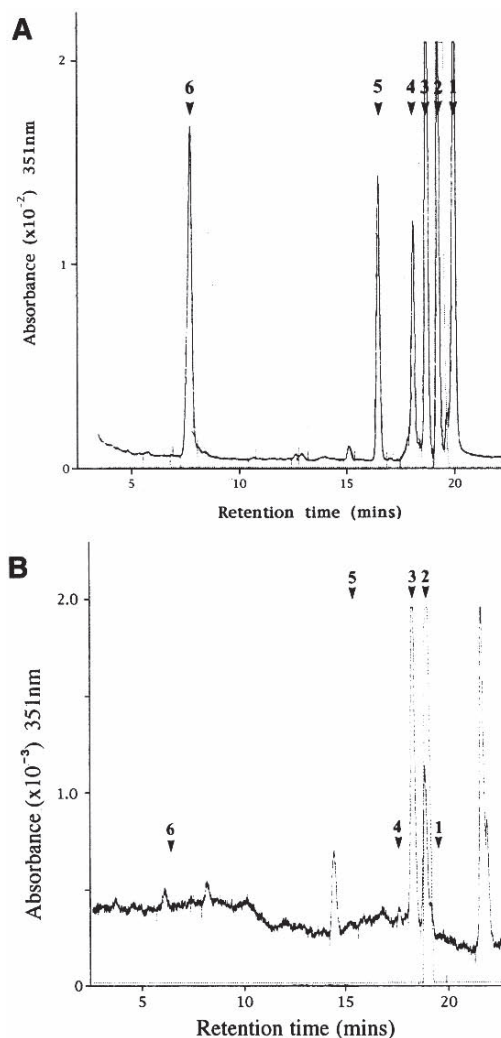 A
2
6 5 4 3 2 1
Absorbance (x10-2) 351nm
1
0
5 10 15 20
Retention time (mins)
B
5 3 2
2.0
Absorbance (x10-3) 351nm
1.0
6 4 1
0
5 10 15 20
Retention time (mins)